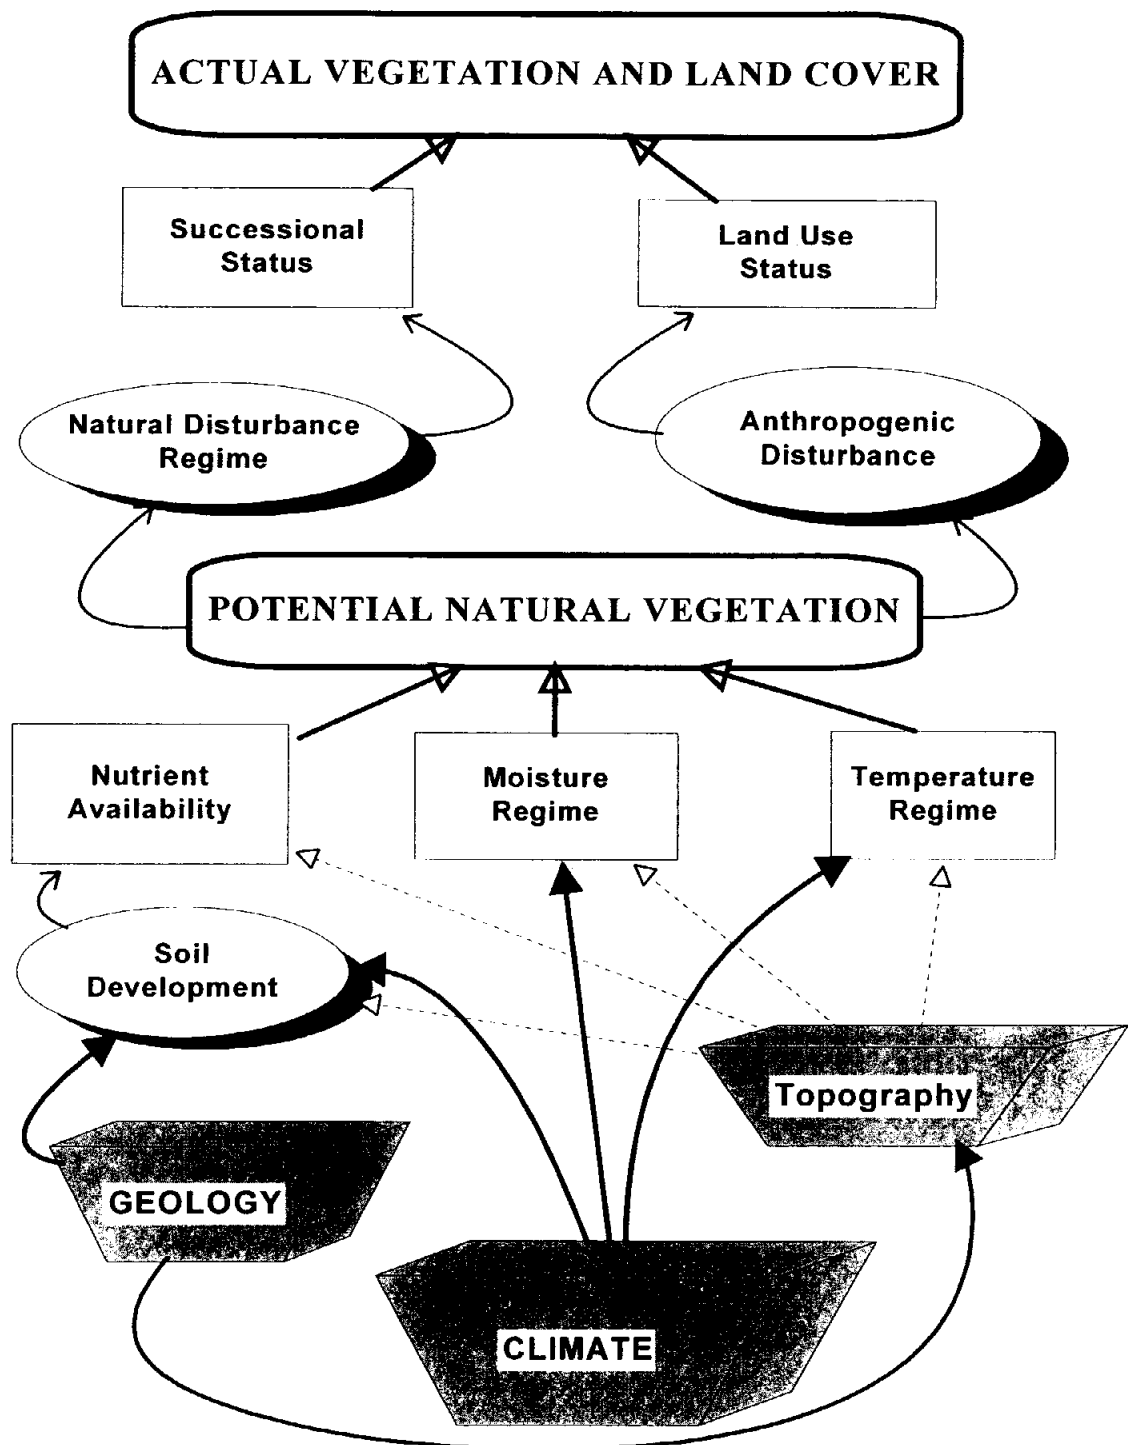 ACTUAL VEGETATION AND LAND COVER
Successional
Status
Land Use
Status
Natural Disturbance
Regime
Anthropogenic
Disturbance
POTENTIAL NATURAL VEGETATION
Nutrient
Availability
Moisture
Regime
Temperature
Regime
Soil
Development
Topography
GEOLOGY
CLIMATE